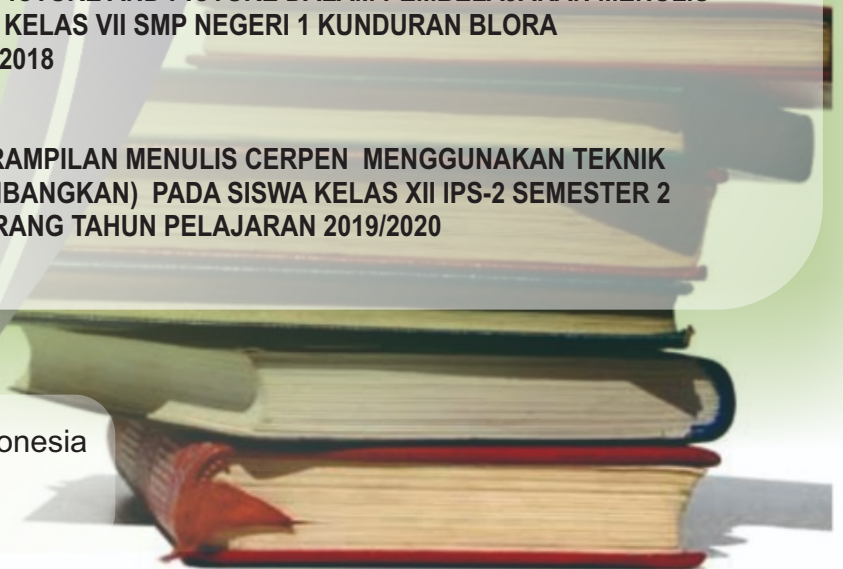 KELAS VII SMP NEGERI 1 KUNDURAN BLORA
2018
RAMPILAN MENULIS CERPEN MENGGUNAKAN TEKNIK
BANGKAN) PADA SISWA KELAS XII IPS-2 SEMESTER 2
RANG TAHUN PELAJARAN 2019/2020
onesia